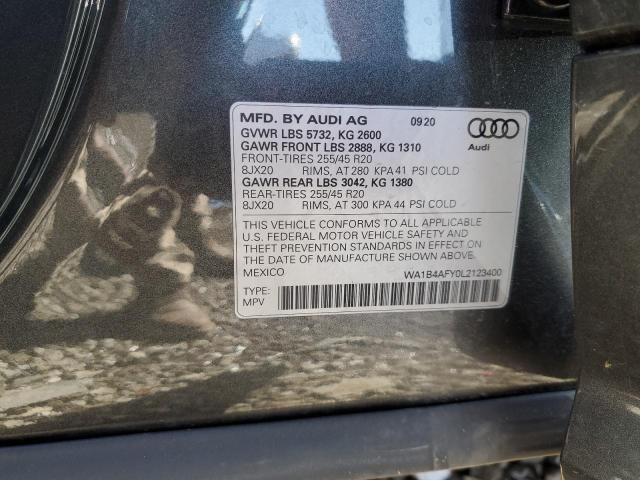 MFD. BY AUDI AG 0920
GVWR LBS 5732, KG 2600
GAWR FRONT LBS 2888, KG 1310
FRONT-TIRES 255/45 R20
8JX20 RIMS, AT 280 KPA 41 PSI COLD
GAWR REAR LBS 3042, KG 1380
REAR-TIRES 255/45 R20
8JX20 RIMS, AT 300 KPA 44 PSI COLD
Audi
THIS VEHICLE CONFORMS TO ALL APPLICABLE
U.S. FEDERAL MOTOR VEHICLE SAFETY AND
THEFT PREVENTION STANDARDS IN EFFECT ON
THE DATE OF MANUFACTURE SHOWN ABOVE.
MEXICO WA1B4AFY0L2123400
TYPE:
MPV